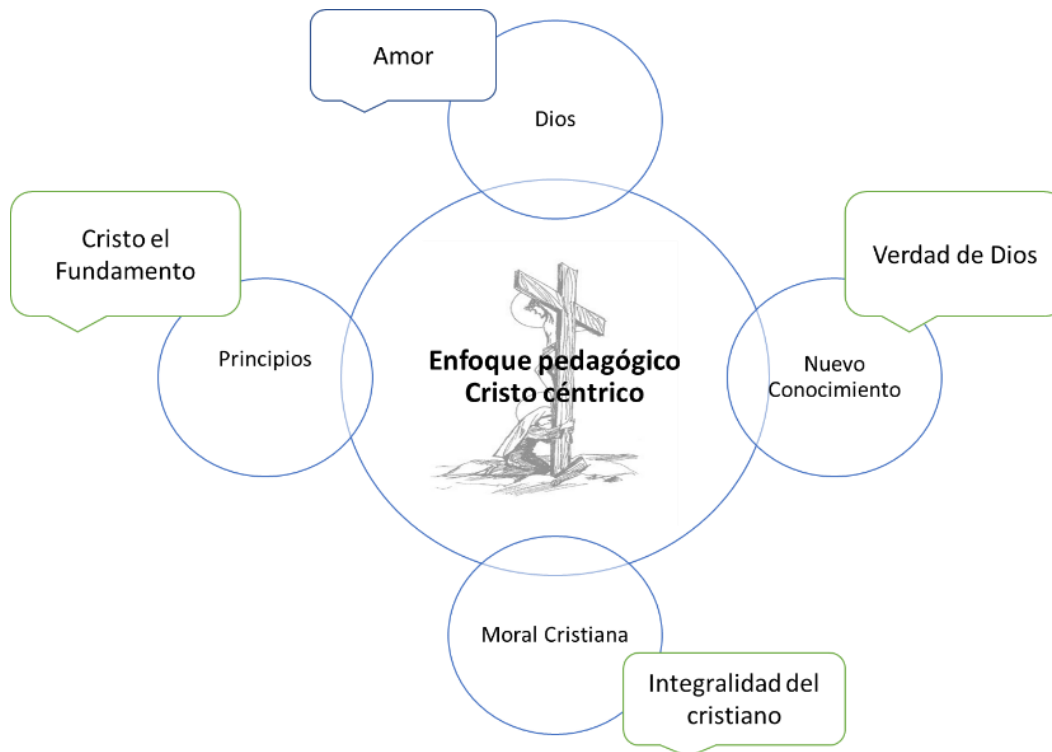 Amor
Dios
Cristo el
Fundamento
Verdad de Dios
Principios
Enfoque pedagógico
Cristo céntrico
Nuevo
Conocimiento
Moral Cristiana
Integralidad del
cristiano